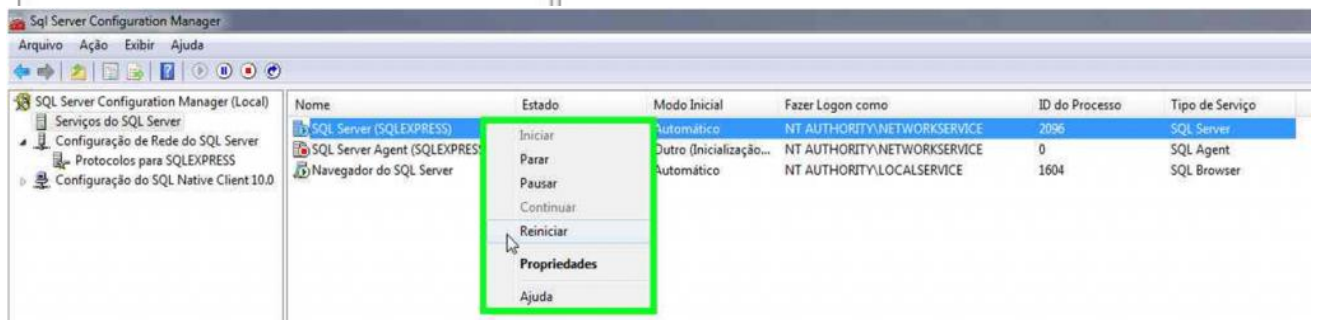 Sql Server Configuration Manager
Arquivo Ação Exibir Ajuda
SQL Server Configuration Manager (Local)
Serviços do SQL Server
Configuração de Rede do SQL Server
Protocolos para SQLEXPRESS
Configuração do SQL Native Client 10.0
Nome Estado Modo Inicial Fazer Logon como ID do Processo Tipo de Serviço
SQL Server (SQLEXPRESS) Automático NT AUTHORITY\NETWORKSERVICE 2096 SQL Server
SQL Server Agent (SQLEXPRES Outro (Inicialização... NT AUTHORITY\NETWORKSERVICE 0 SQL Agent
Navegador do SQL Server Automático NT AUTHORITY\LOCALSERVICE 1604 SQL Browser
Iniciar
Parar
Pausar
Continuar
Reiniciar
Propriedades
Ajuda